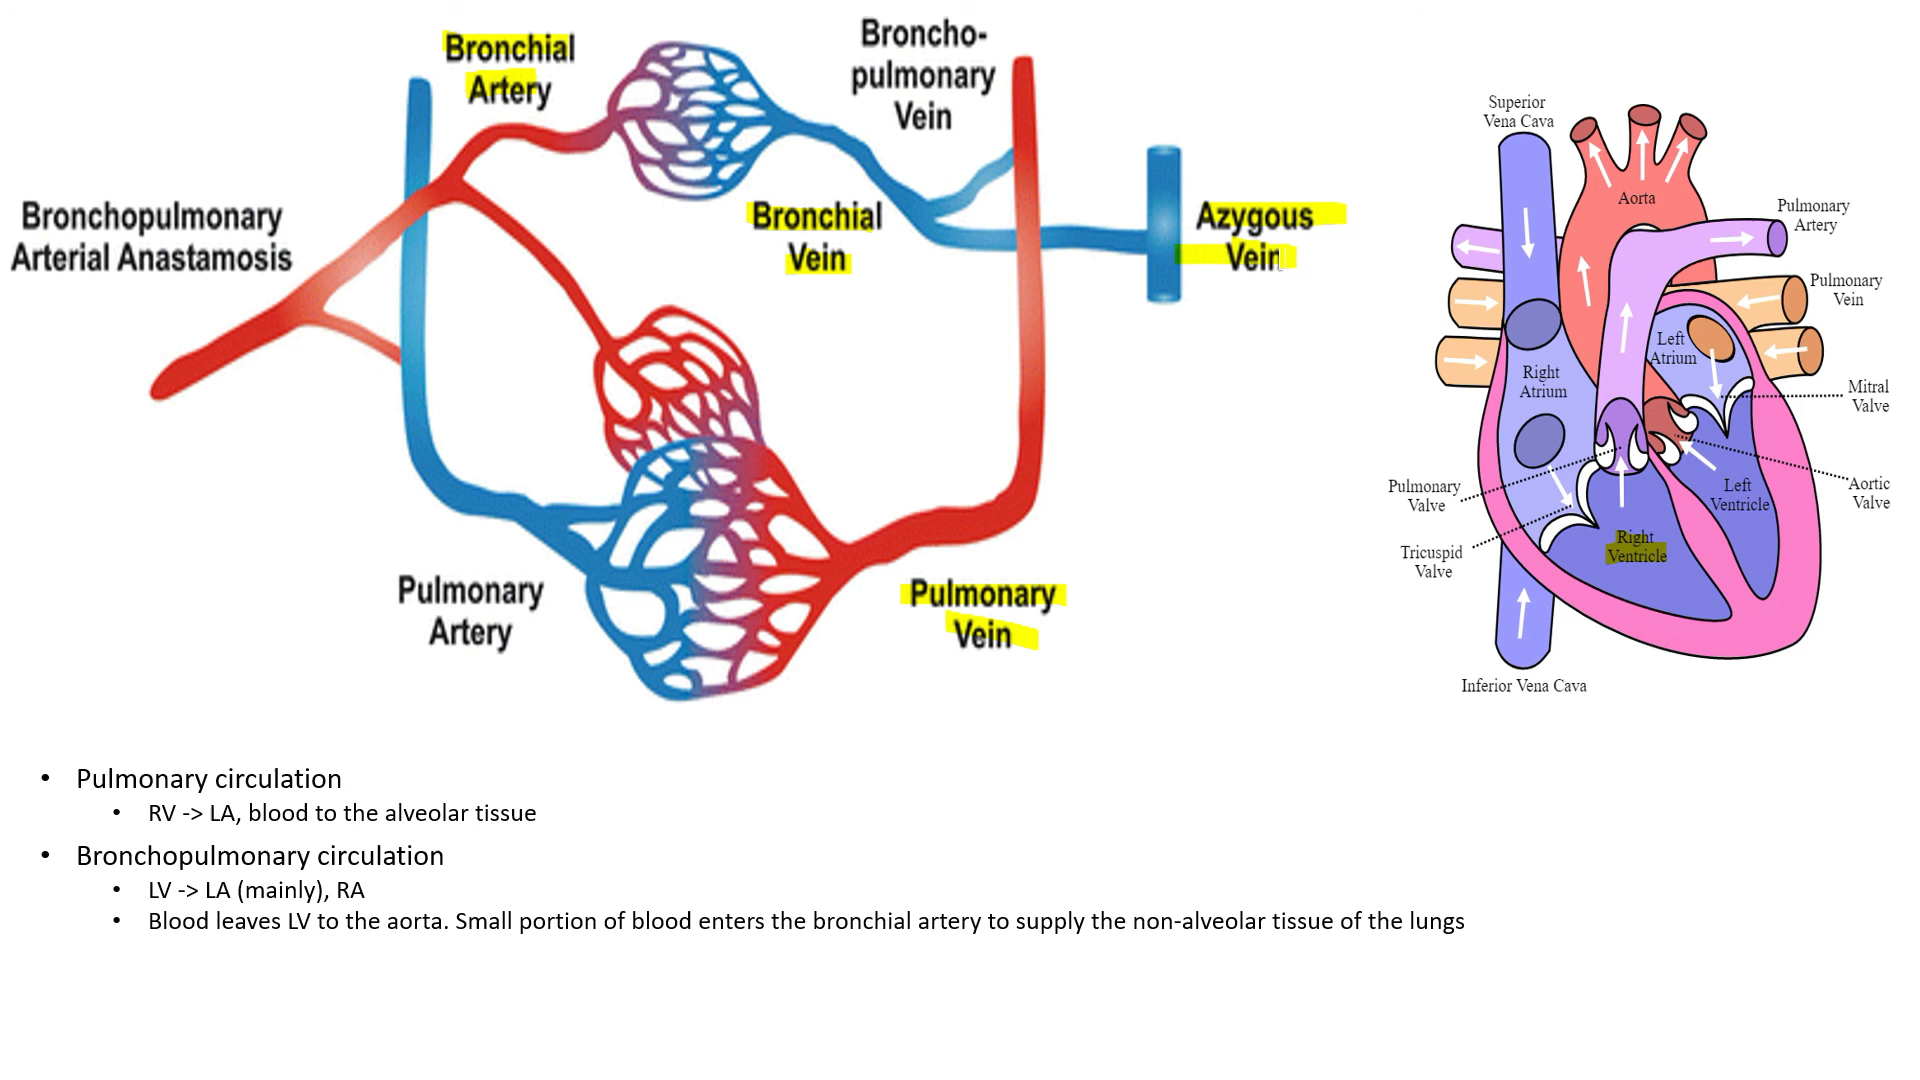 Bronchial
Artery
Broncho-
pulmonary
Vein
Bronchopulmonary
Arterial Anastamosis
Bronchial
Vein
Azygous
Vein
Pulmonary
Artery
Pulmonary
Vein
Superior
Vena Cava
Aorta
Pulmonary
Artery
Pulmonary
Vein
Left
Atrium
Right
Atrium
Mitral
Valve
Pulmonary
Valve
Left
Ventricle
Aortic
Valve
Tricuspid
Valve
Right
Ventricle
Inferior Vena Cava
• Pulmonary circulation
• RV -> LA, blood to the alveolar tissue
• Bronchopulmonary circulation
• LV -> LA (mainly), RA
• Blood leaves LV to the aorta. Small portion of blood enters the bronchial artery to supply the non-alveolar tissue of the lungs